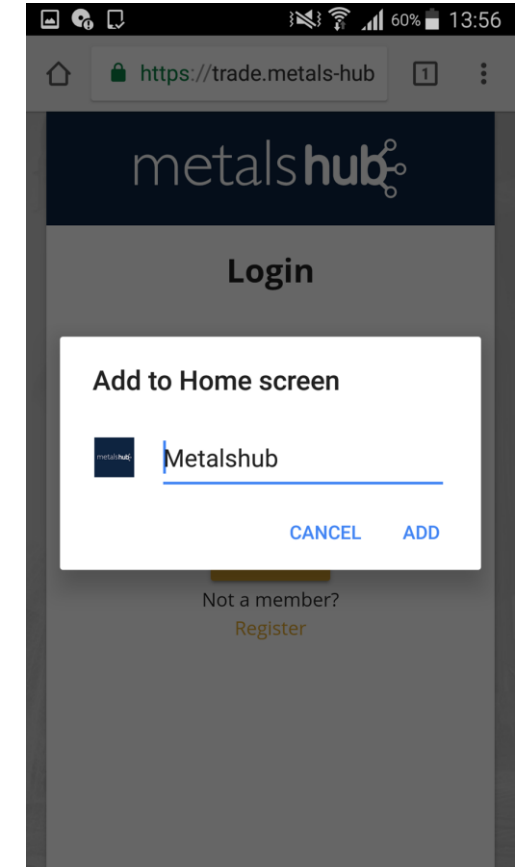 60% 13:56
https://trade.metals-hub 1
metalshub
Login
Add to Home screen
metalshub
Metalshub
CANCEL ADD
Not a member?
Register